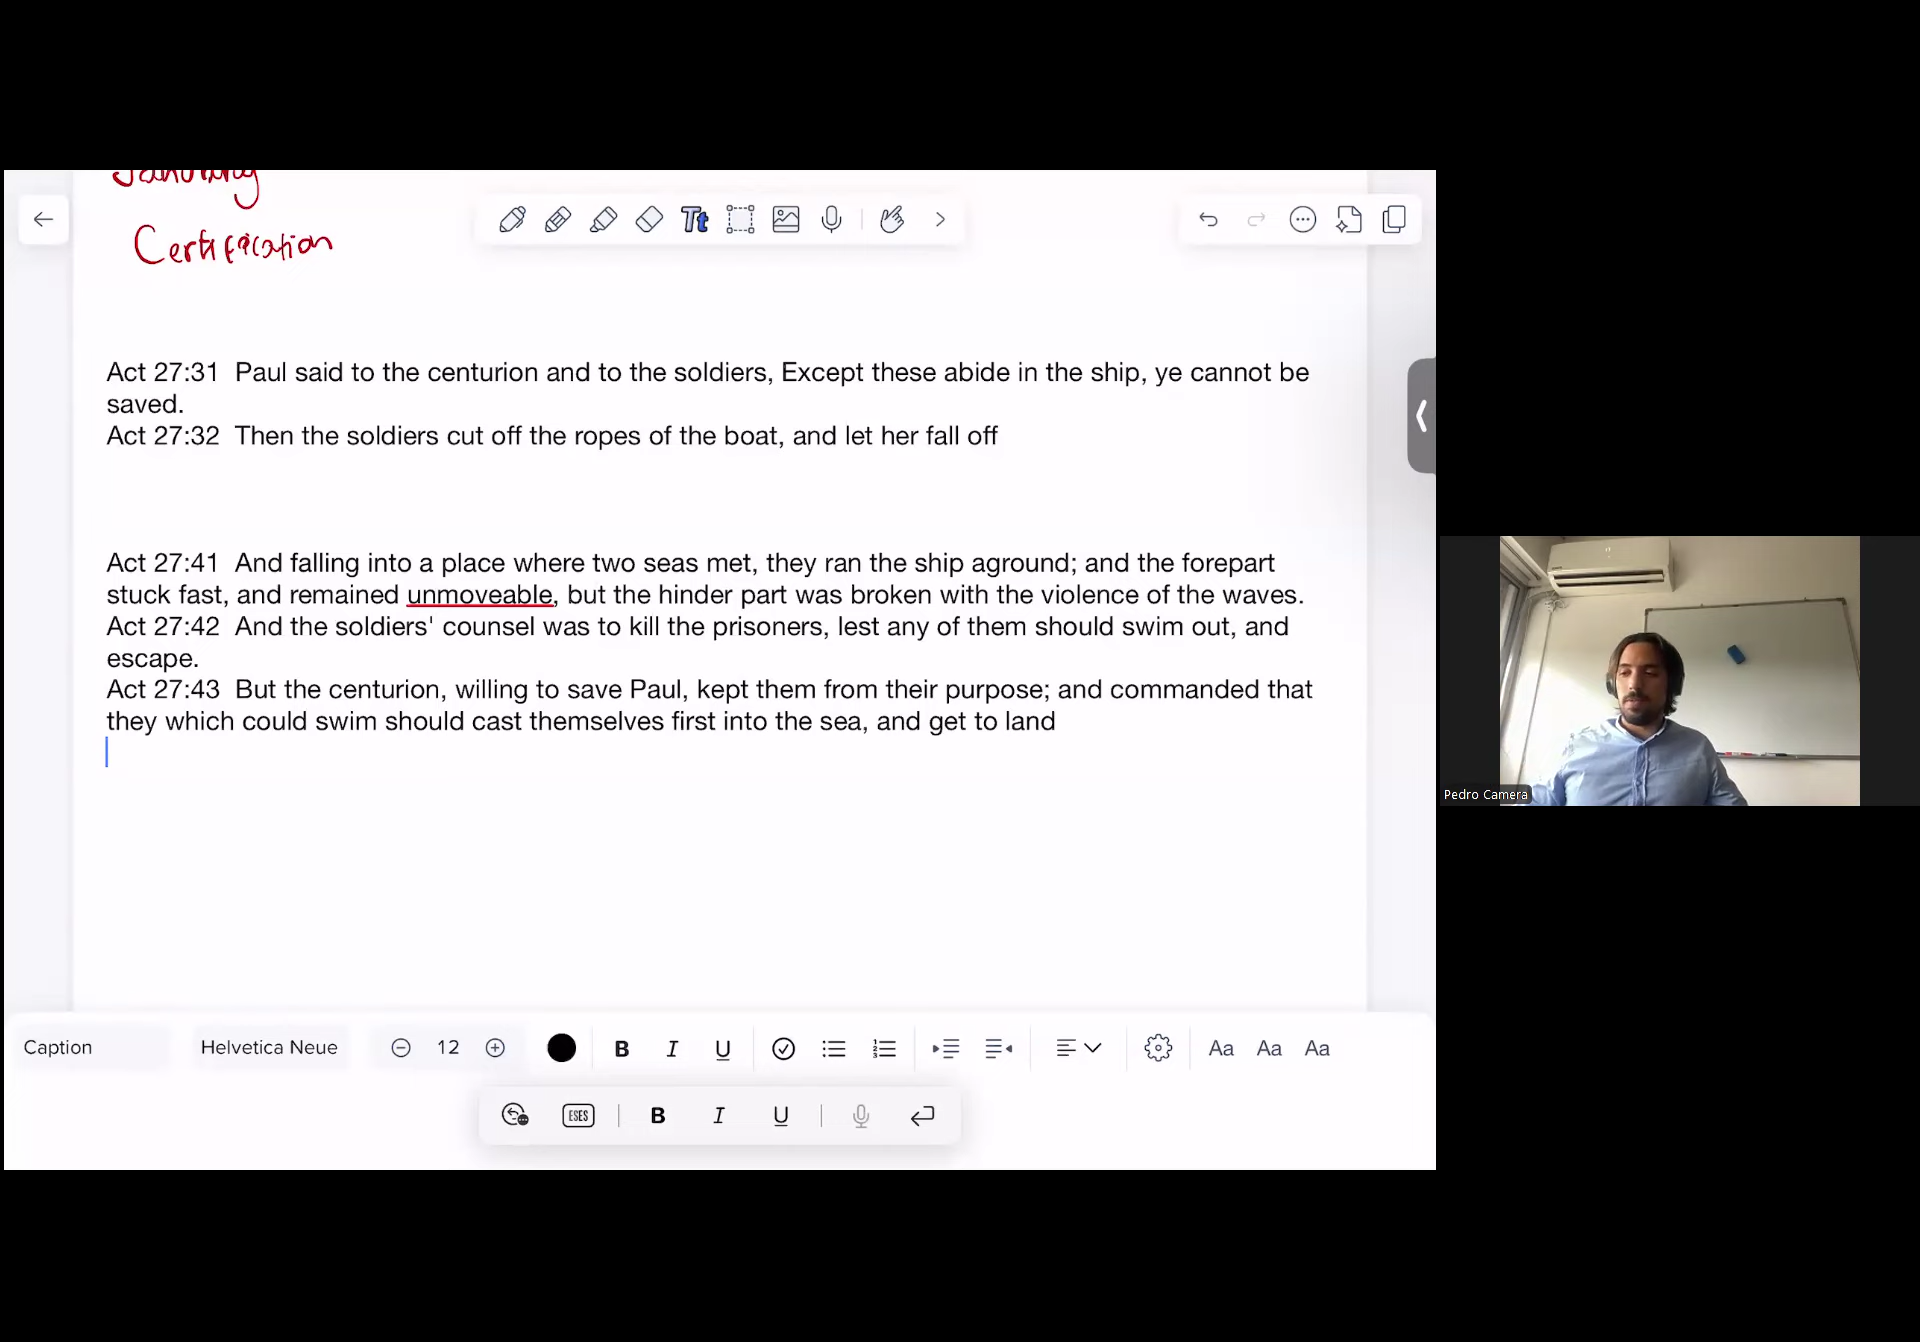 Certification
Act 27:31  Paul said to the centurion and to the soldiers, Except these abide in the ship, ye cannot be
saved.
Act 27:32  Then the soldiers cut off the ropes of the boat, and let her fall off
Act 27:41  And falling into a place where two seas met, they ran the ship aground; and the forepart
stuck fast, and remained unmoveable, but the hinder part was broken with the violence of the waves.
Act 27:42  And the soldiers' counsel was to kill the prisoners, lest any of them should swim out, and
escape.
Act 27:43  But the centurion, willing to save Paul, kept them from their purpose; and commanded that
they which could swim should cast themselves first into the sea, and get to land
Pedro Camera
Caption Helvetica Neue 12 B I U Aa Aa Aa
ESES B I U